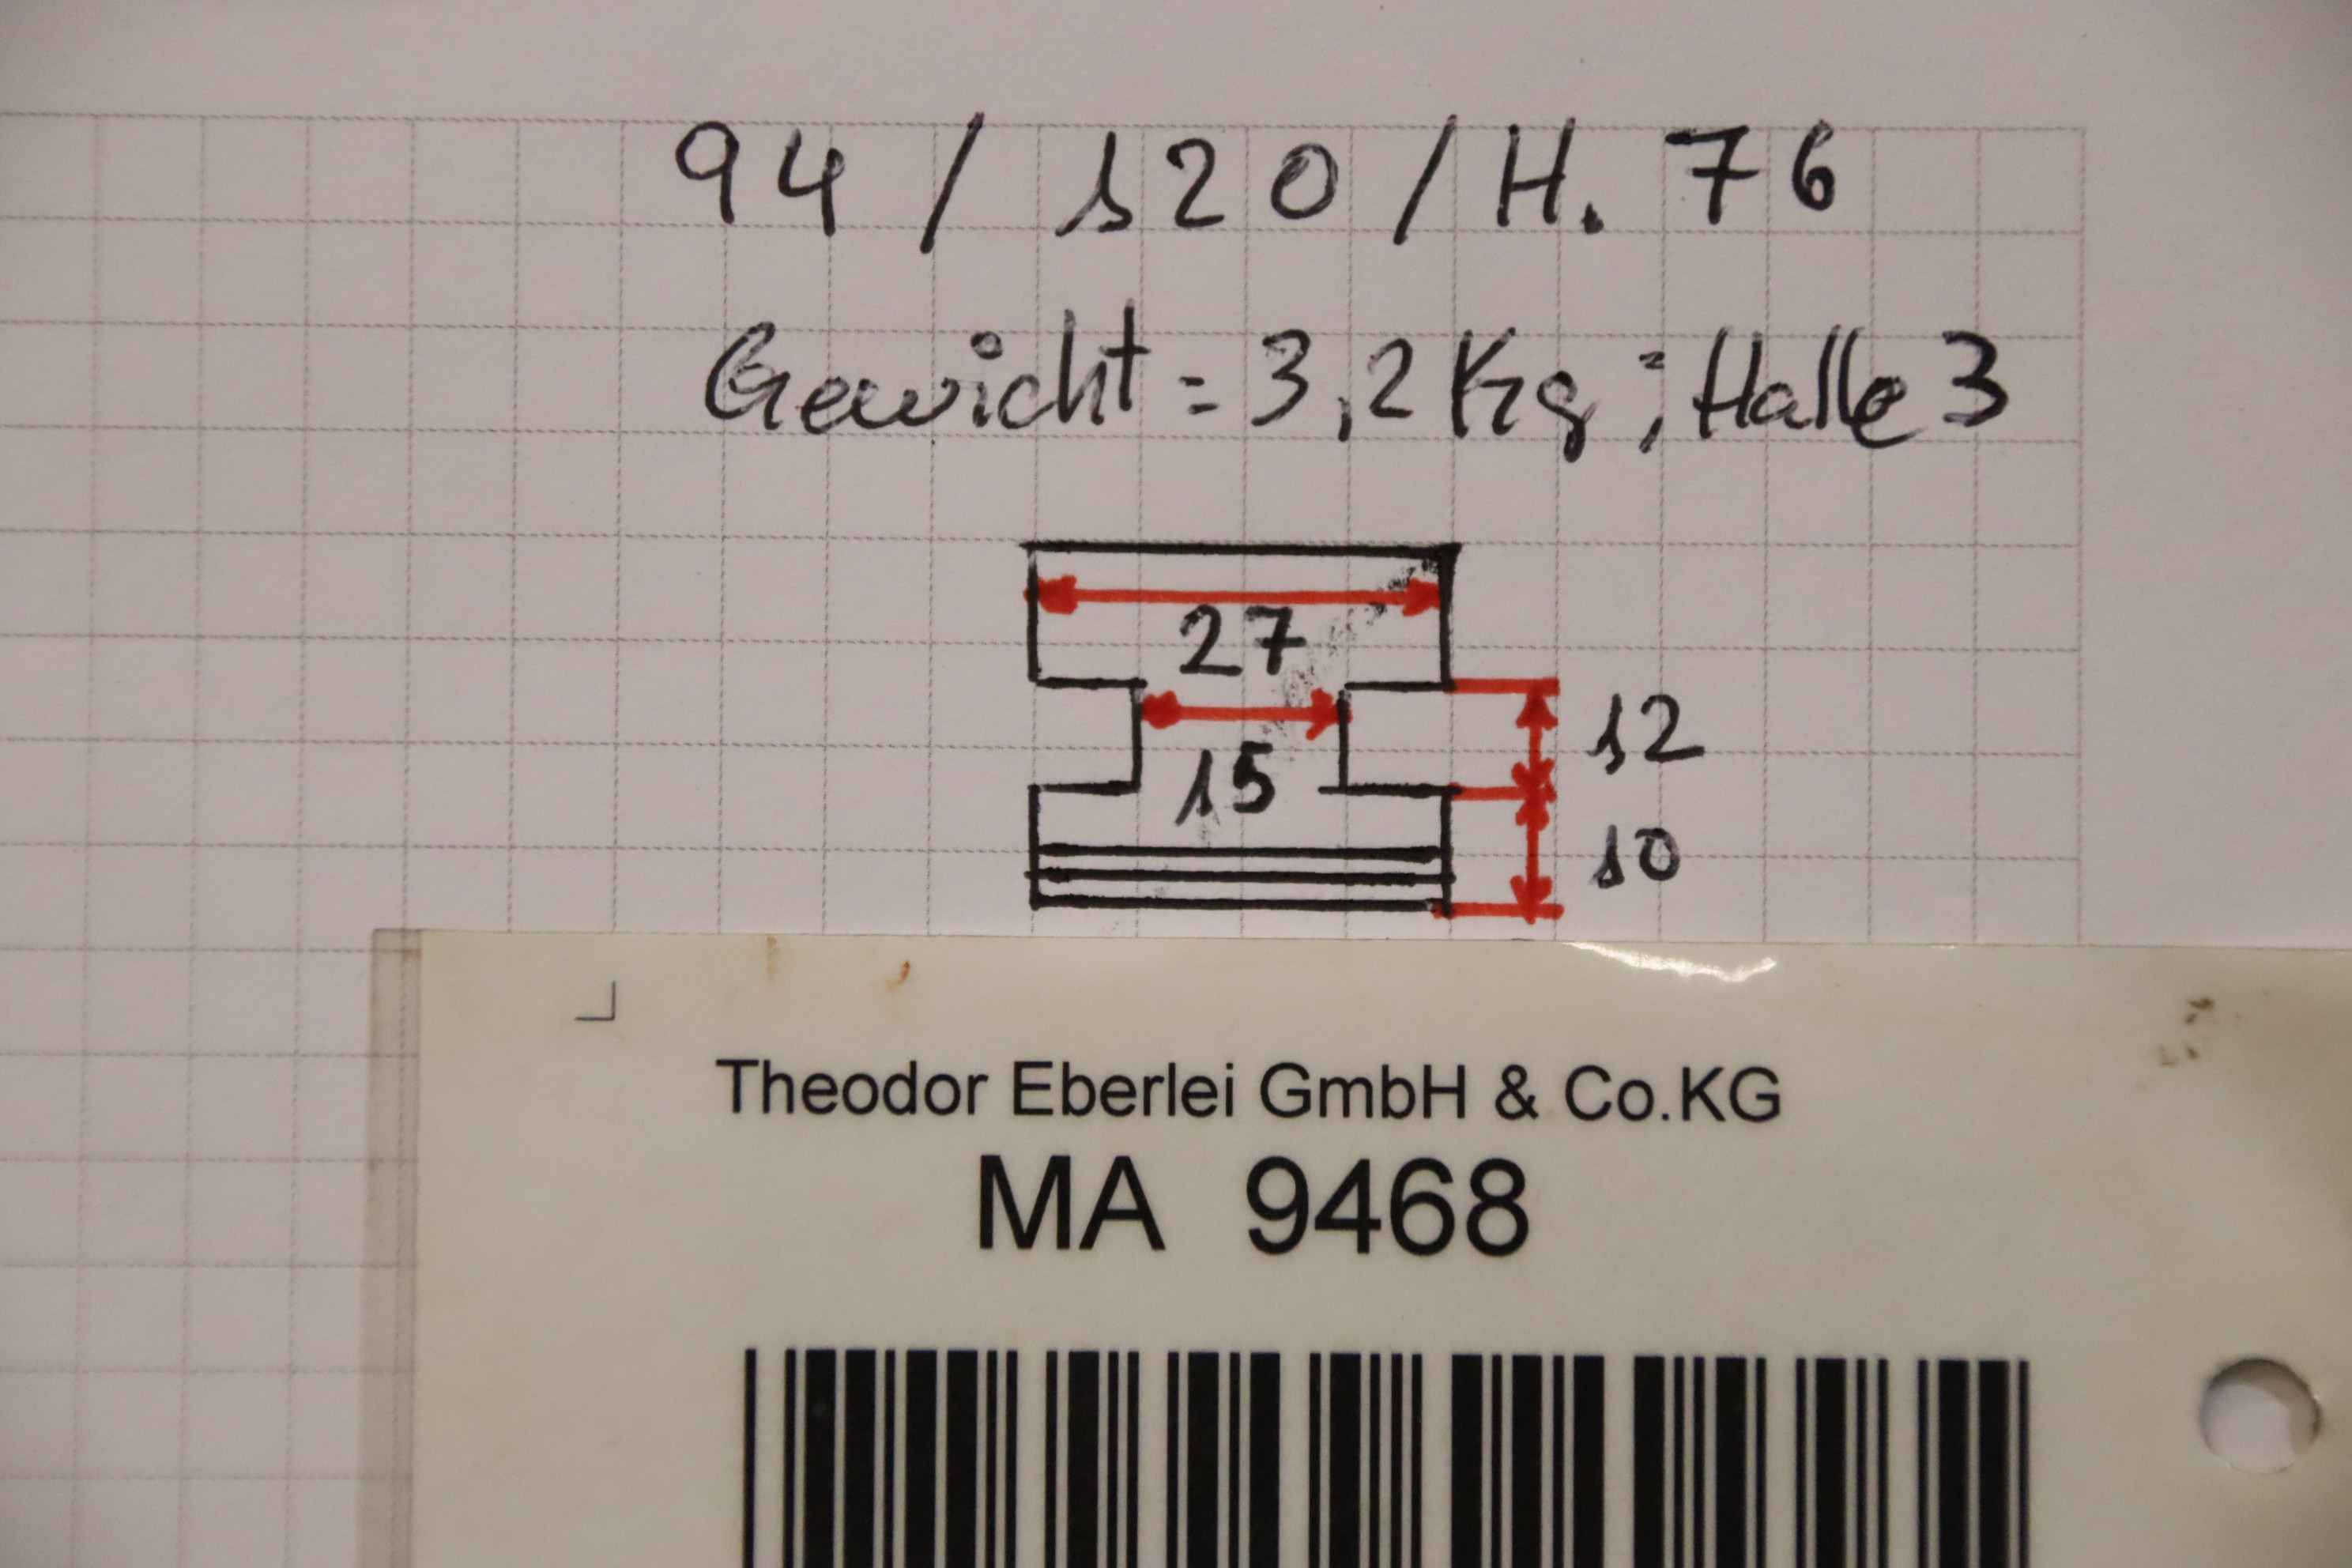 94 / 120 / H. 76
Gewicht = 3,2 Kg ; Halle 3
27
12
15
10
Theodor Eberlei GmbH & Co.KG
MA 9468